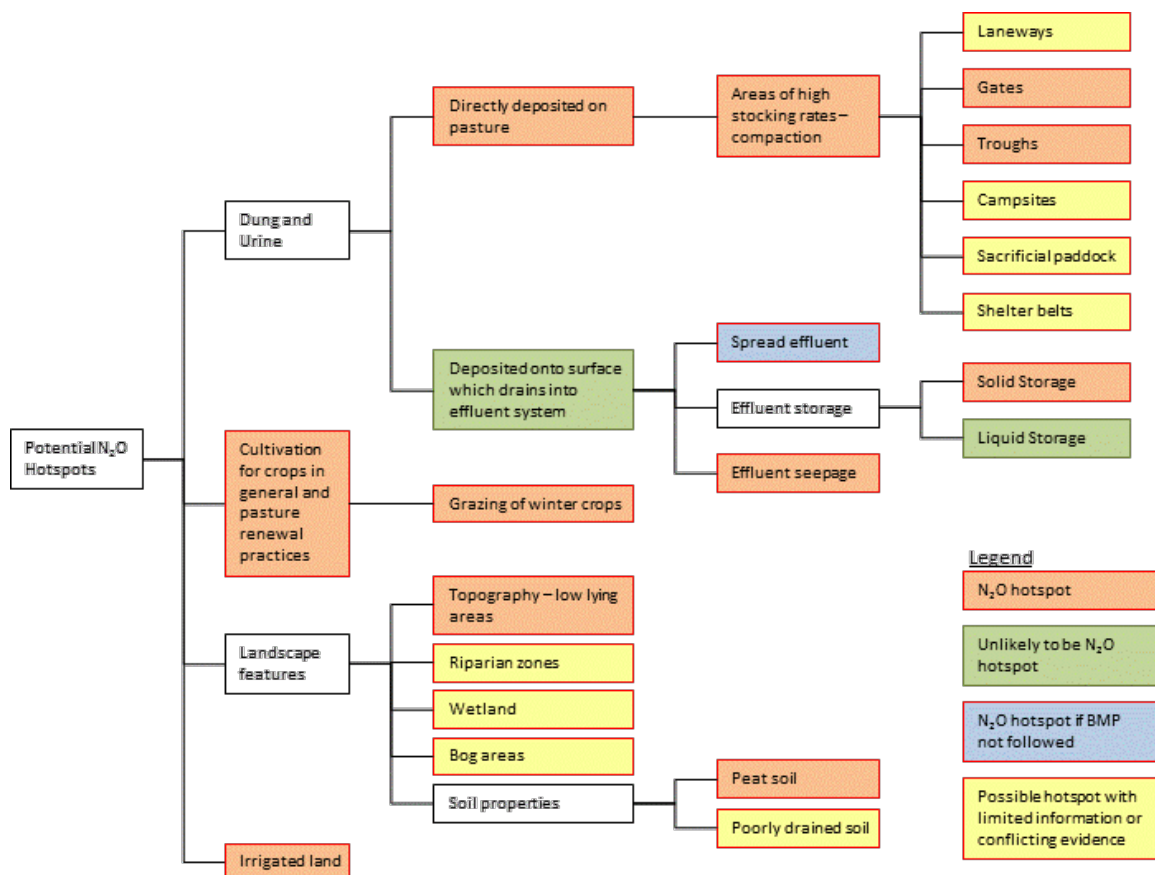 Laneways
Directly deposited on
pasture
Areas of high
stocking rates –
compaction
Gates
Troughs
Dung and
Urine
Campsites
Sacrificial paddock
Shelter belts
Spread effluent
Deposited onto surface
which drains into
effluent system
Effluent storage
Solid Storage
Liquid Storage
Effluent seepage
Potential N₂O
Hotspots
Cultivation
for crops in
general and
pasture
renewal
practices
Grazing of winter crops
Landscape
features
Topography – low lying
areas
Riparian zones
Wetland
Bog areas
Soil properties
Peat soil
Poorly drained soil
Irrigated land
Legend
N₂O hotspot
Unlikely to be N₂O
hotspot
N₂O hotspot if BMP
not followed
Possible hotspot with
limited information or
conflicting evidence